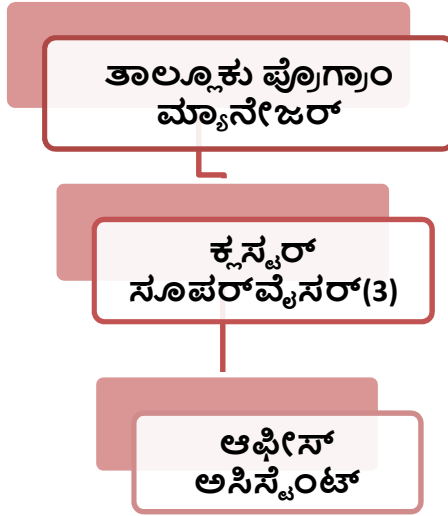 ತಾಲ್ಲೂಕು ಪ್ರೊಗ್ರಾಂ
ಮ್ಯಾನೇಜರ್
ಕ್ಲಸ್ಟರ್
ಸೂಪರ್‌ವೈಸರ್(3)
ಆಫೀಸ್
ಅಸಿಸ್ಟೆಂಟ್